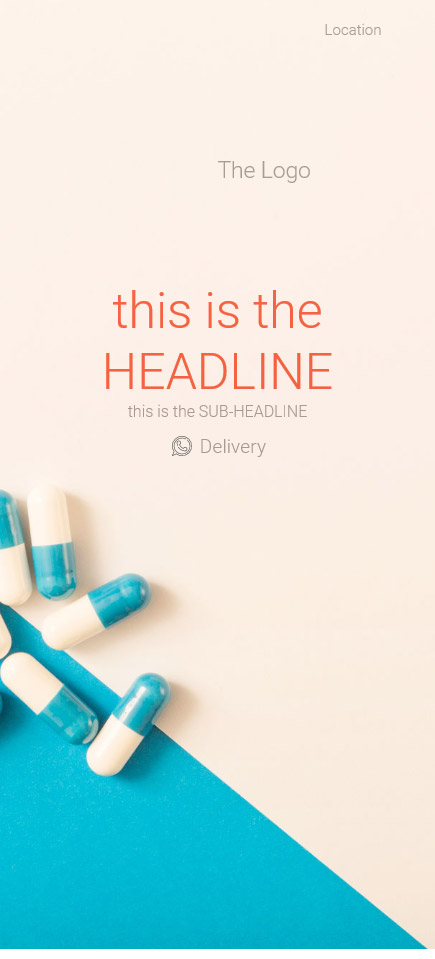 Location
The Logo
this is the
HEADLINE
this is the SUB-HEADLINE
Delivery